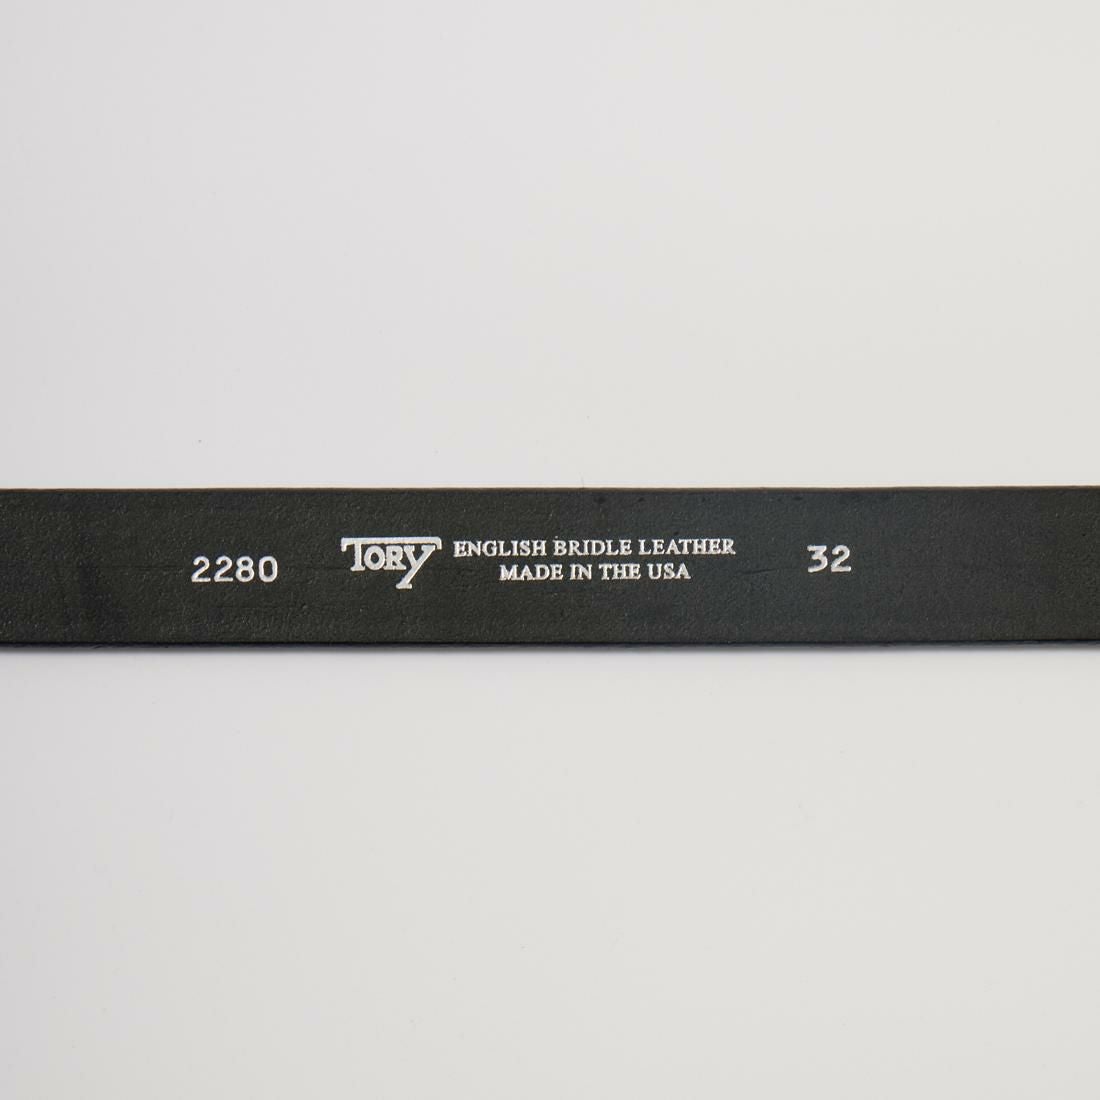 2280
TORY
ENGLISH BRIDLE LEATHER
MADE IN THE USA
32